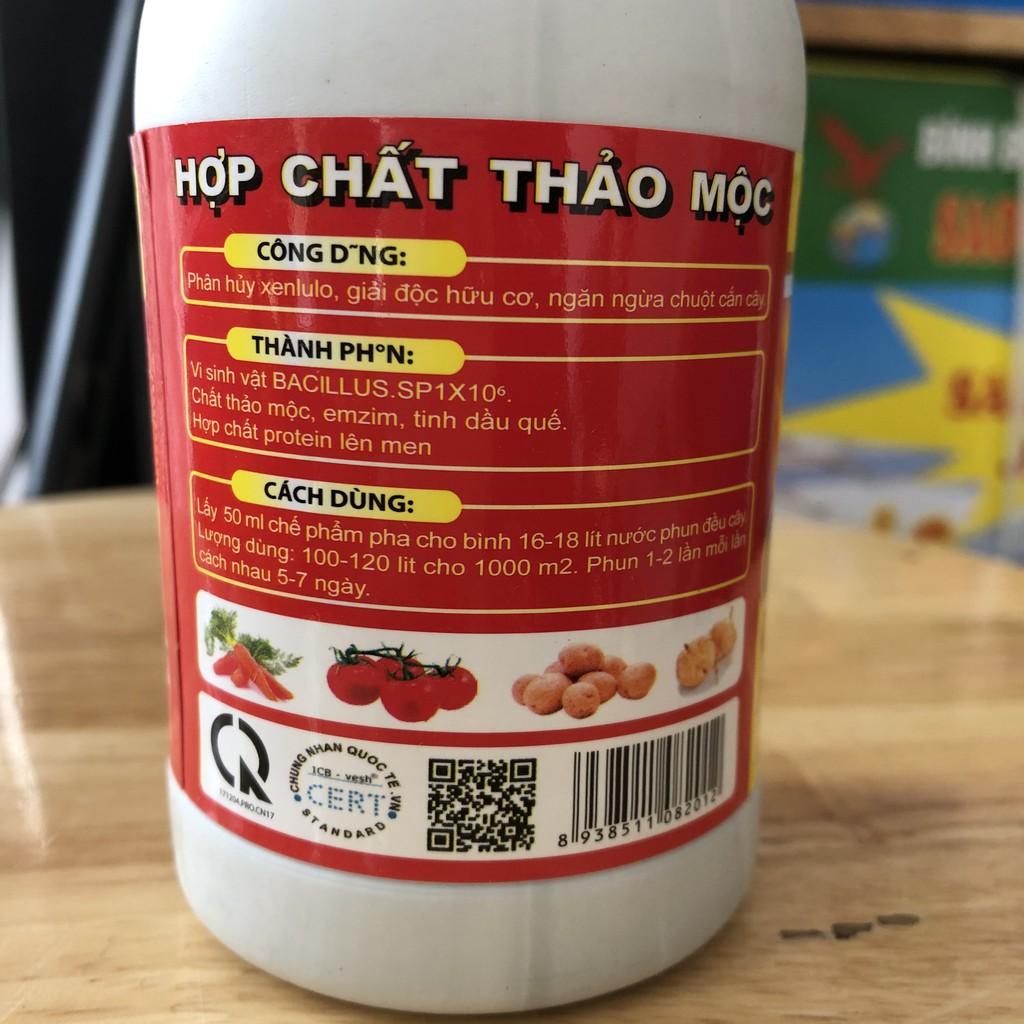 HỢP CHẤT THẢO MỘC
CÔNG D˜NG:
Phân hủy xenlulo, giải độc hữu cơ, ngăn ngừa chuột cắn cây
THÀNH PH°N:
Vi sinh vật BACILLUS.SP1X10⁶.
Chất thảo mộc, emzim, tinh dầu quế.
Hợp chất protein lên men
CÁCH DÙNG:
Lấy 50 ml chế phẩm pha cho bình 16-18 lít nước phun đều cây
Lượng dùng: 100-120 lit cho 1000 m2. Phun 1-2 lần mỗi lần
cách nhau 5-7 ngày.
171204.PRO.CN17
CHUNG NHAN QUOC TE .VN
ICB - vesh®
CERT
STANDARD
8 938511 082012